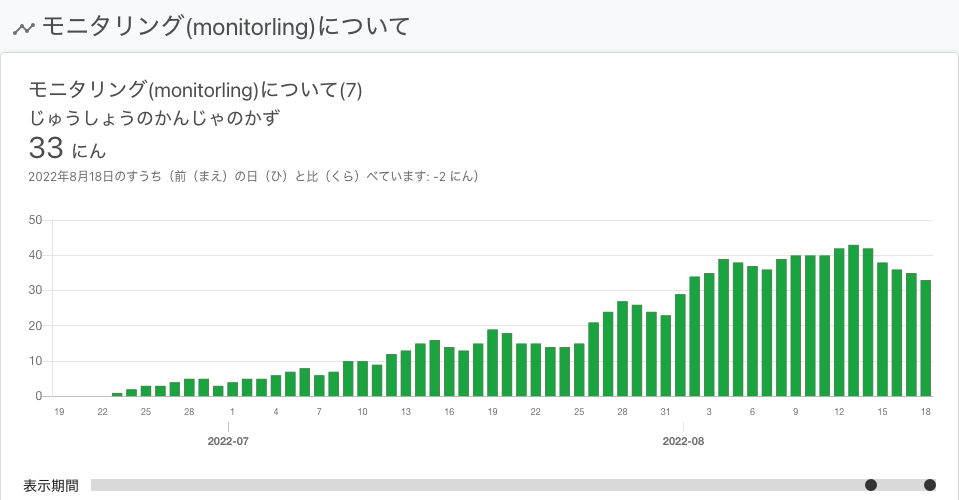 モニタリング(monitorling)について
モニタリング(monitorling)について(7)
じゅうしょうのかんじゃのかず
33 にん
2022年8月18日のすうち（前（まえ）の日（ひ）と比（くら）べています: -2 にん）
50
40
30
20
10
0
19 22 25 28 1 4 7 10 13 16 19 22 25 28 31 3 6 9 12 15 18
2022-07 2022-08
表示期間